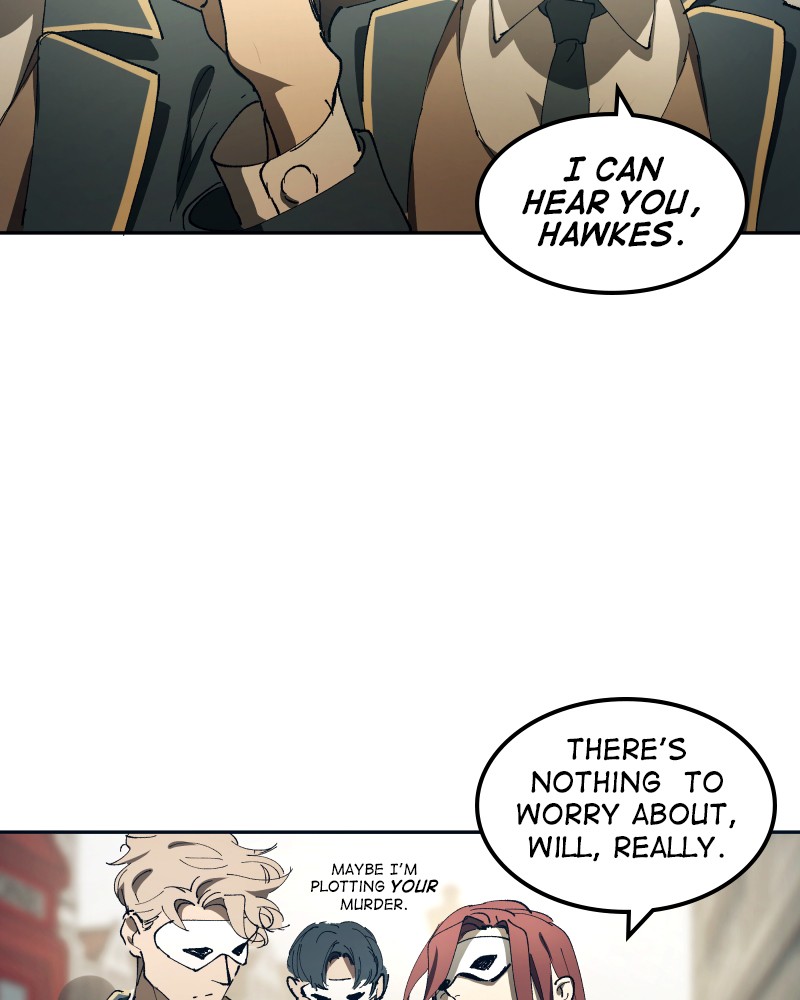 I CAN
HEAR YOU,
HAWKES.
THERE'S
NOTHING TO
WORRY ABOUT,
WILL, REALLY.
MAYBE I'M
PLOTTING YOUR
MURDER.